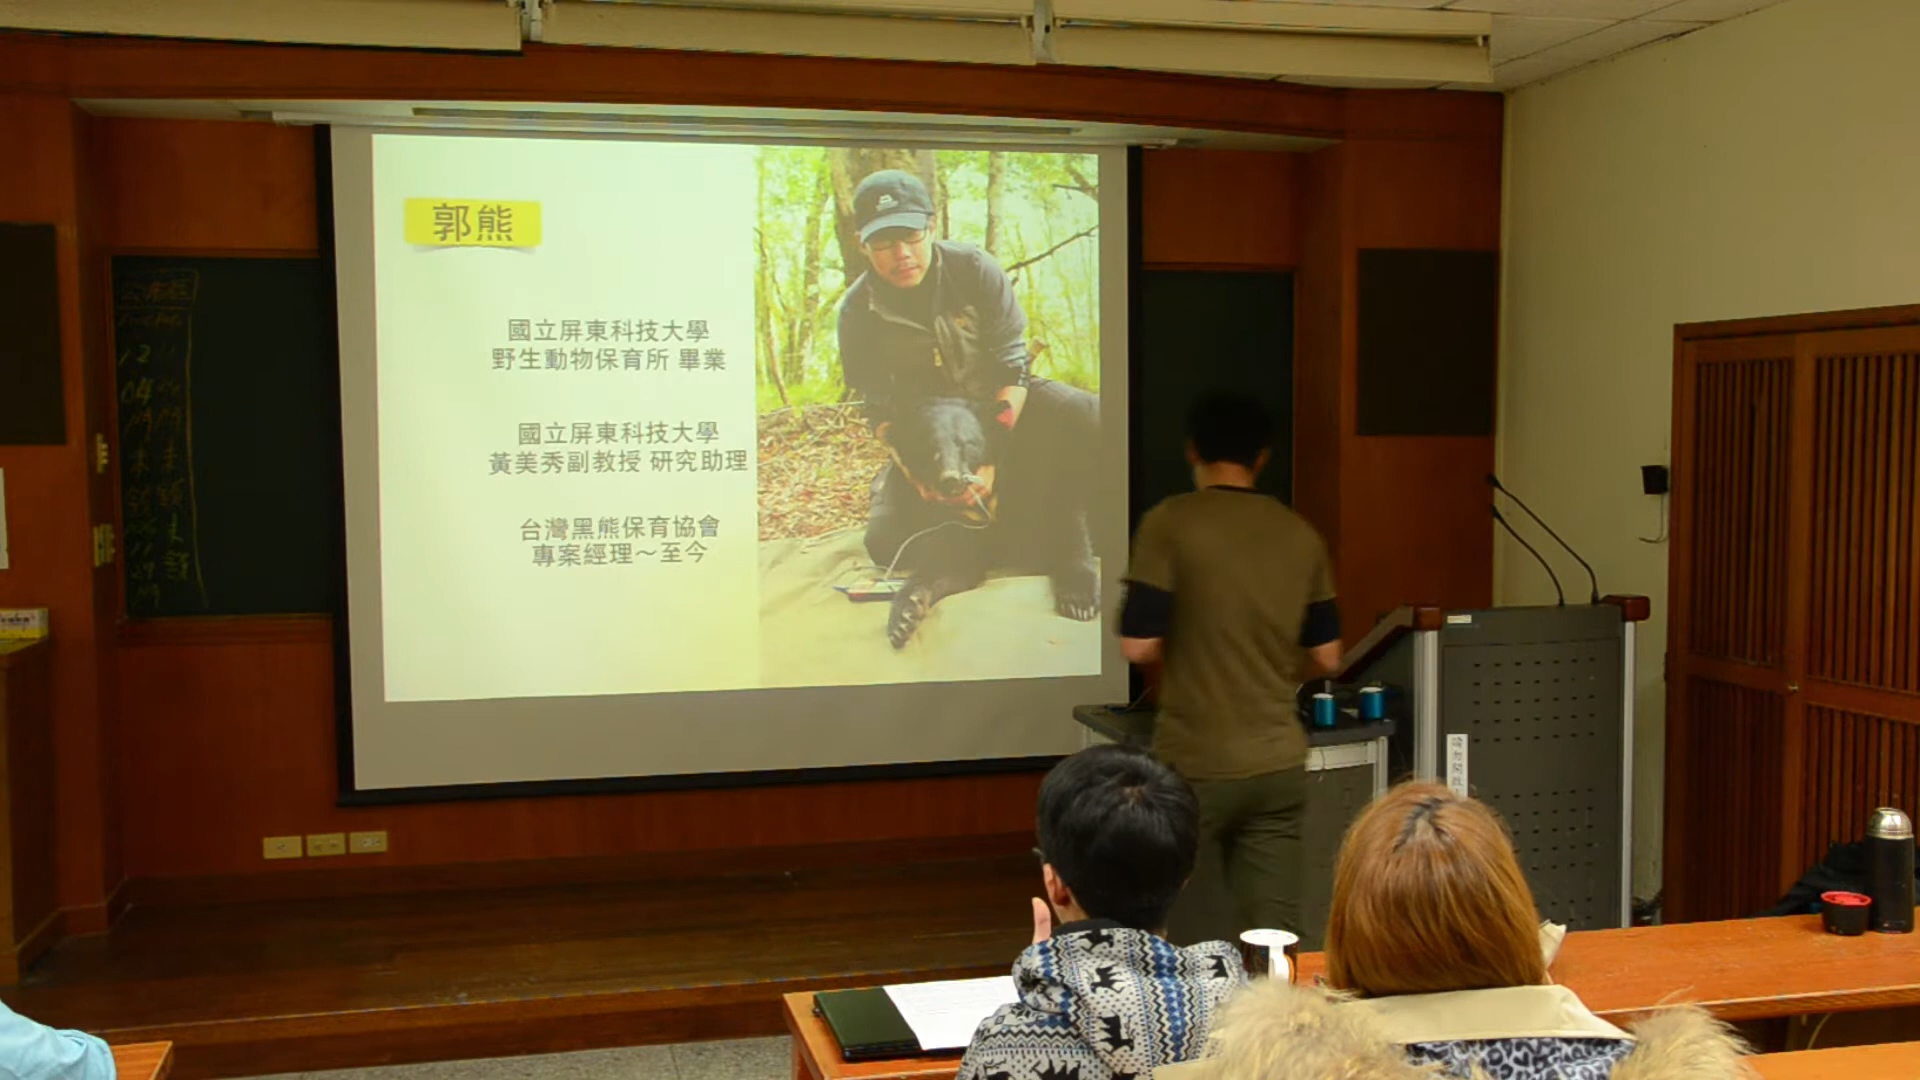 郭熊
國立屏東科技大學
野生動物保育所 畢業
國立屏東科技大學
黃美秀副教授 研究助理
台灣黑熊保育協會
專案經理～至今
12
04